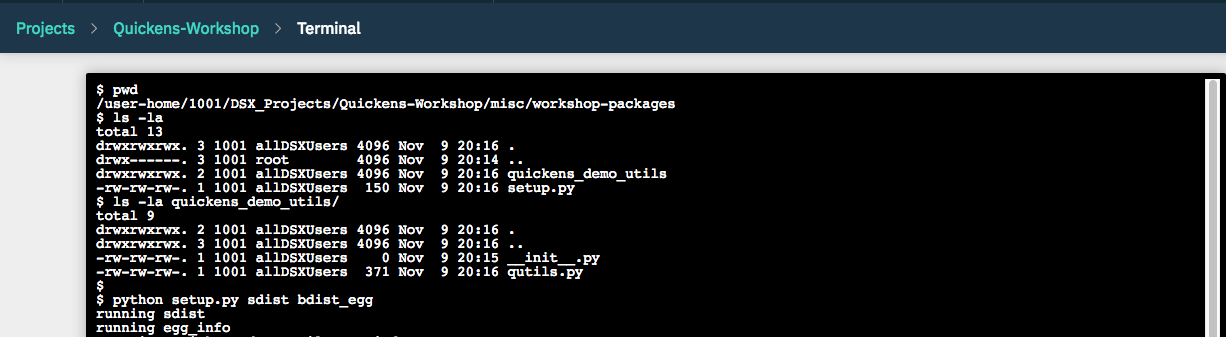 Projects > Quickens-Workshop > Terminal
$ pwd
/user-home/1001/DSX_Projects/Quickens-Workshop/misc/workshop-packages
$ ls -la
total 13
drwxrwxrwx. 3 1001 allDSXUsers 4096 Nov  9 20:16 .
drwx------. 3 1001 root        4096 Nov  9 20:14 ..
drwxrwxrwx. 2 1001 allDSXUsers 4096 Nov  9 20:16 quickens_demo_utils
-rw-rw-rw-. 1 1001 allDSXUsers  150 Nov  9 20:16 setup.py
$ ls -la quickens_demo_utils/
total 9
drwxrwxrwx. 2 1001 allDSXUsers 4096 Nov  9 20:16 .
drwxrwxrwx. 3 1001 allDSXUsers 4096 Nov  9 20:16 ..
-rw-rw-rw-. 1 1001 allDSXUsers    0 Nov  9 20:15 __init__.py
-rw-rw-rw-. 1 1001 allDSXUsers  371 Nov  9 20:16 qutils.py
$
$ python setup.py sdist bdist_egg
running sdist
running egg_info